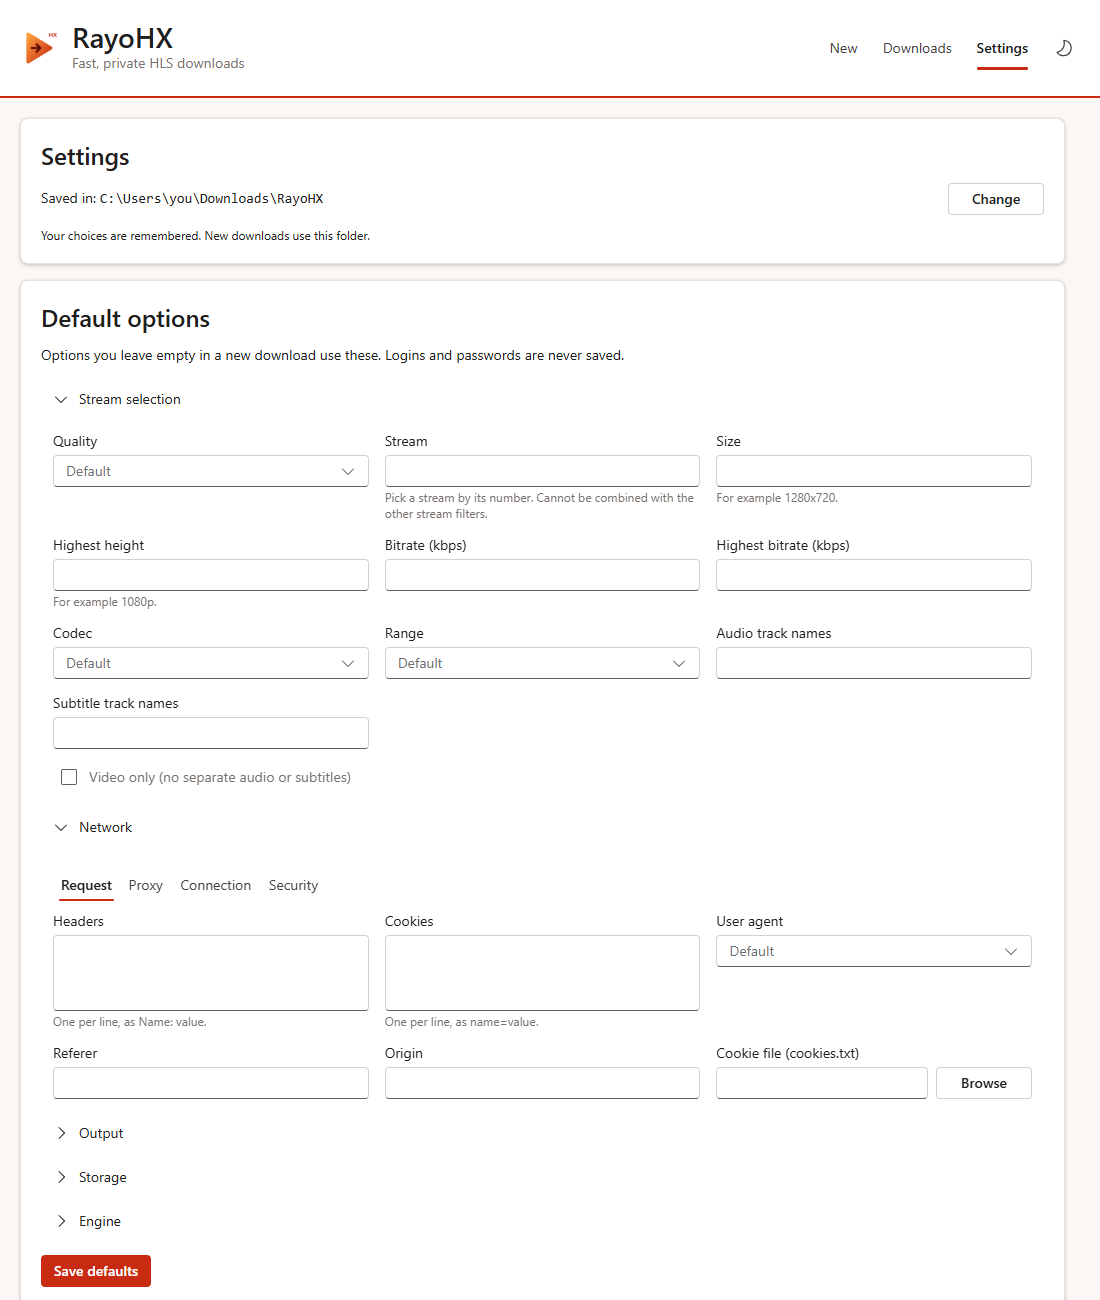 HX
RayoHX
Fast, private HLS downloads
New
Downloads
Settings
Settings
Saved in: C:\Users\you\Downloads\RayoHX
Change
Your choices are remembered. New downloads use this folder.
Default options
Options you leave empty in a new download use these. Logins and passwords are never saved.
Stream selection
Quality
Stream
Size
Default
Pick a stream by its number. Cannot be combined with the
other stream filters.
For example 1280x720.
Highest height
Bitrate (kbps)
Highest bitrate (kbps)
For example 1080p.
Codec
Range
Audio track names
Default
Default
Subtitle track names
Video only (no separate audio or subtitles)
Network
Request
Proxy
Connection
Security
Headers
Cookies
User agent
Default
One per line, as Name: value.
One per line, as name=value.
Referer
Origin
Cookie file (cookies.txt)
Browse
Output
Storage
Engine
Save defaults